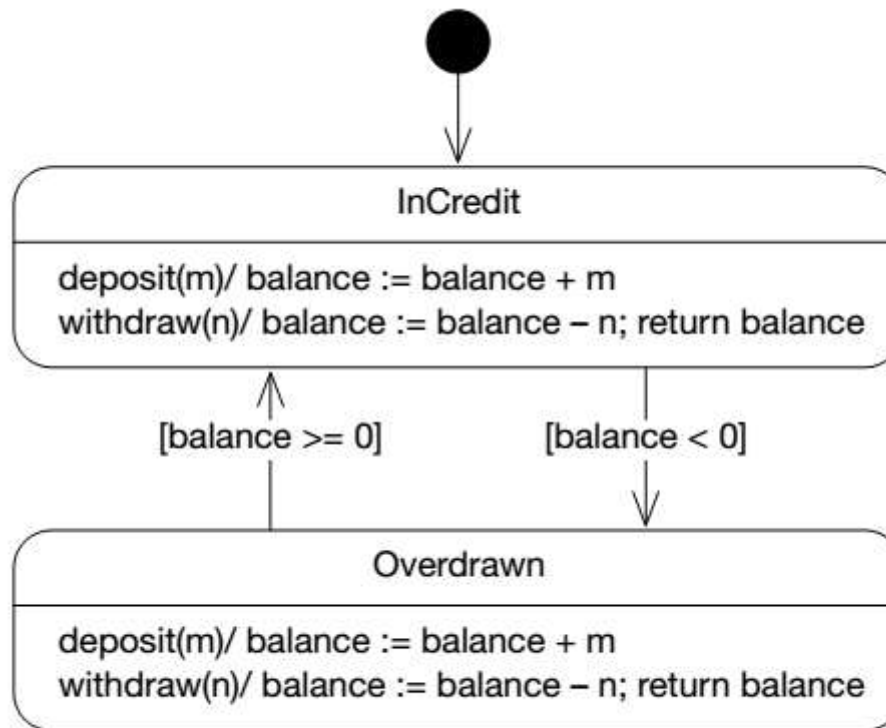 InCredit
deposit(m)/ balance := balance + m
withdraw(n)/ balance := balance – n; return balance
[balance >= 0]
[balance < 0]
Overdrawn
deposit(m)/ balance := balance + m
withdraw(n)/ balance := balance – n; return balance